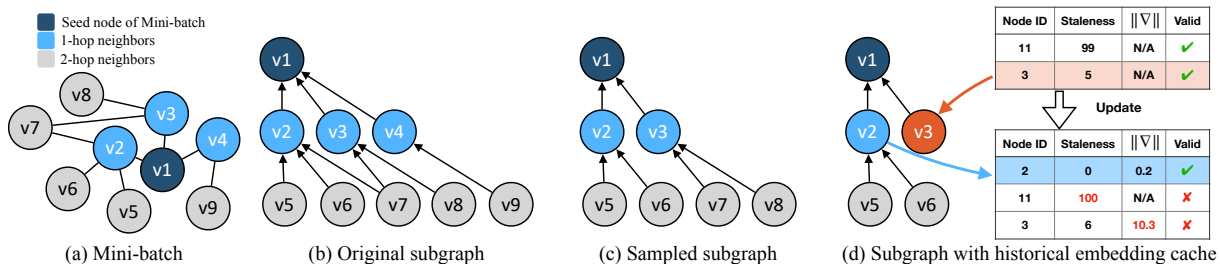 Seed node of Mini-batch
1-hop neighbors
2-hop neighbors
v8
v3
v7
v2
v4
v1
v6
v5
v9
(a) Mini-batch
v1
v2 v3 v4
v5 v6 v7 v8 v9
(b) Original subgraph
v1
v2 v3
v5 v6 v7 v8
(c) Sampled subgraph
v1
v2 v3
v5 v6
Node ID Staleness ‖∇‖ Valid
11 99 N/A ✔
3 5 N/A ✔
Update
Node ID Staleness ‖∇‖ Valid
2 0 0.2 ✔
11 100 N/A ✘
3 6 10.3 ✘
(d) Subgraph with historical embedding cache